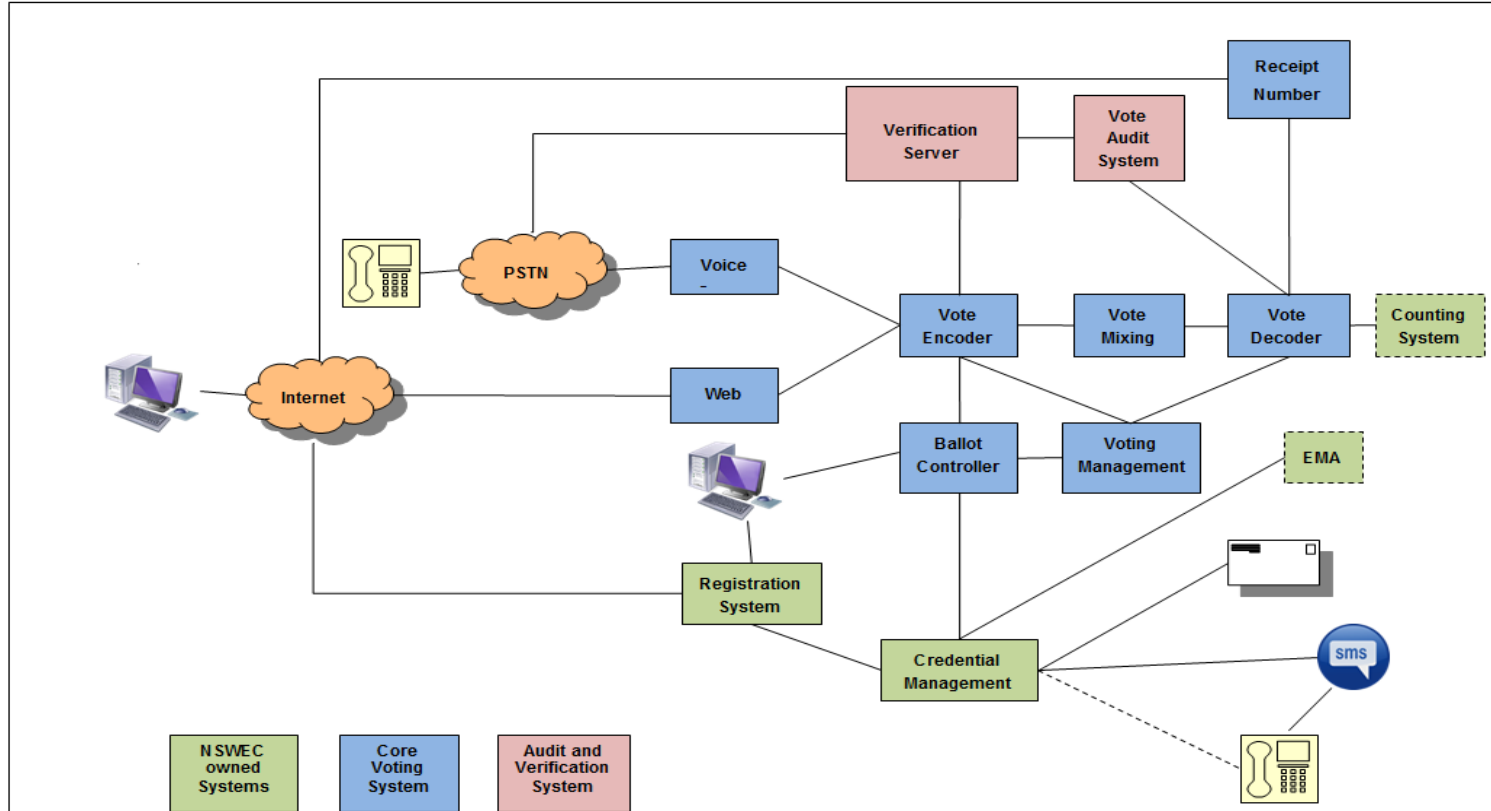 Receipt
Number
Verification
Server
Vote
Audit
System
PSTN
Voice
–
Vote
Encoder
Vote
Mixing
Vote
Decoder
Counting
System
Internet
Web
Ballot
Controller
Voting
Management
EMA
Registration
System
Credential
Management
sms
NSWEC
owned
Systems
Core
Voting
System
Audit and
Verification
System